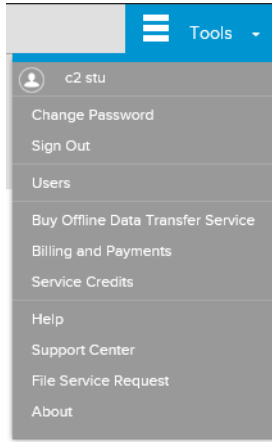 Tools
c2 stu
Change Password
Sign Out
Users
Buy Offline Data Transfer Service
Billing and Payments
Service Credits
Help
Support Center
File Service Request
About